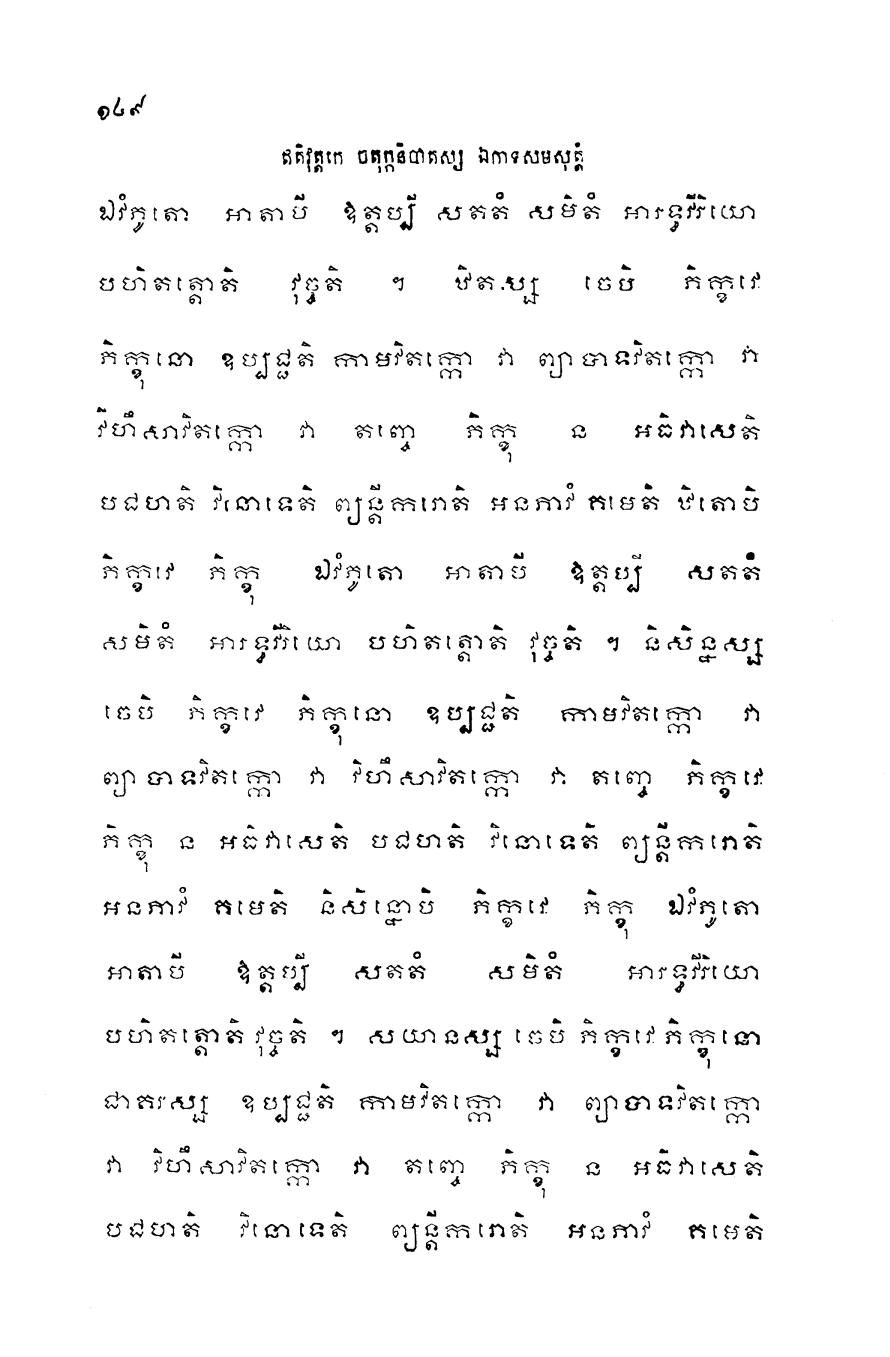 ១៤៩
ឥតិវុត្តកេ ចតុក្កនិបាតស្ស ឯកាទសមសុត្តំ
ឯវំភូតោ អាតាបី ឱត្តប្បី សតតំ សមិតំ អារទ្ធវីរិយោ
បហិតត្តោតិ វុច្ចតិ ។ ឋិតស្ស ចេបិ ភិក្ខវេ
ភិក្ខុនោ ឧប្បជ្ជតិ កាមវិតក្កោ វា ព្យាបាទវិតក្កោ វា
វិហឹសាវិតក្កោ វា តញ្ចេ ភិក្ខុ ន អធិវាសេតិ
បជហាតិ វិនោទេតិ ព្យន្តីករោតិ អនភាវំ គមេតិ ឋិតោបិ
ភិក្ខវេ ភិក្ខុ ឯវំភូតោ អាតាបី ឱត្តប្បី សតតំ
សមិតំ អារទ្ធវីរិយោ បហិតត្តោតិ វុច្ចតិ ។ និសិន្នស្ស
ចេបិ ភិក្ខវេ ភិក្ខុនោ ឧប្បជ្ជតិ កាមវិតក្កោ វា
ព្យាបាទវិតក្កោ វា វិហឹសាវិតក្កោ វា តញ្ចេ ភិក្ខវេ
ភិក្ខុ ន អធិវាសេតិ បជហាតិ វិនោទេតិ ព្យន្តីករោតិ
អនភាវំ គមេតិ និសិន្នោបិ ភិក្ខវេ ភិក្ខុ ឯវំភូតោ
អាតាបី ឱត្តប្បី សតតំ សមិតំ អារទ្ធវីរិយោ
បហិតត្តោតិ វុច្ចតិ ។ សយានស្ស ចេបិ ភិក្ខវេ ភិក្ខុនោ
ជាគរស្ស ឧប្បជ្ជតិ កាមវិតក្កោ វា ព្យាបាទវិតក្កោ
វា វិហឹសាវិតក្កោ វា តញ្ចេ ភិក្ខុ ន អធិវាសេតិ
បជហាតិ វិនោទេតិ ព្យន្តីករោតិ អនភាវំ គមេតិ